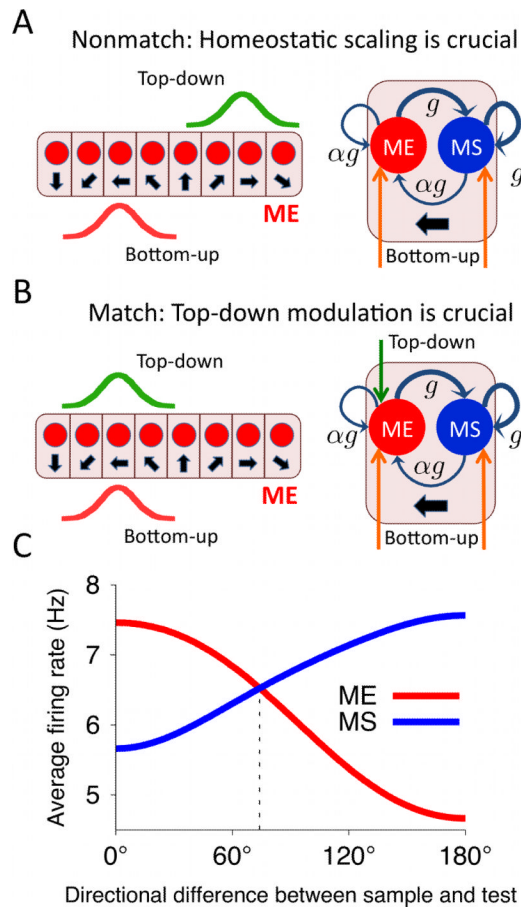 A
Nonmatch: Homeostatic scaling is crucial
Top-down
ME
Bottom-up
g
ME
MS
αg
αg
g
Bottom-up
B
Match: Top-down modulation is crucial
Top-down
ME
Bottom-up
Top-down
g
ME
MS
αg
αg
g
Bottom-up
C
Average firing rate (Hz)
8
7
6
5
ME
MS
0°
60°
120°
180°
Directional difference between sample and test